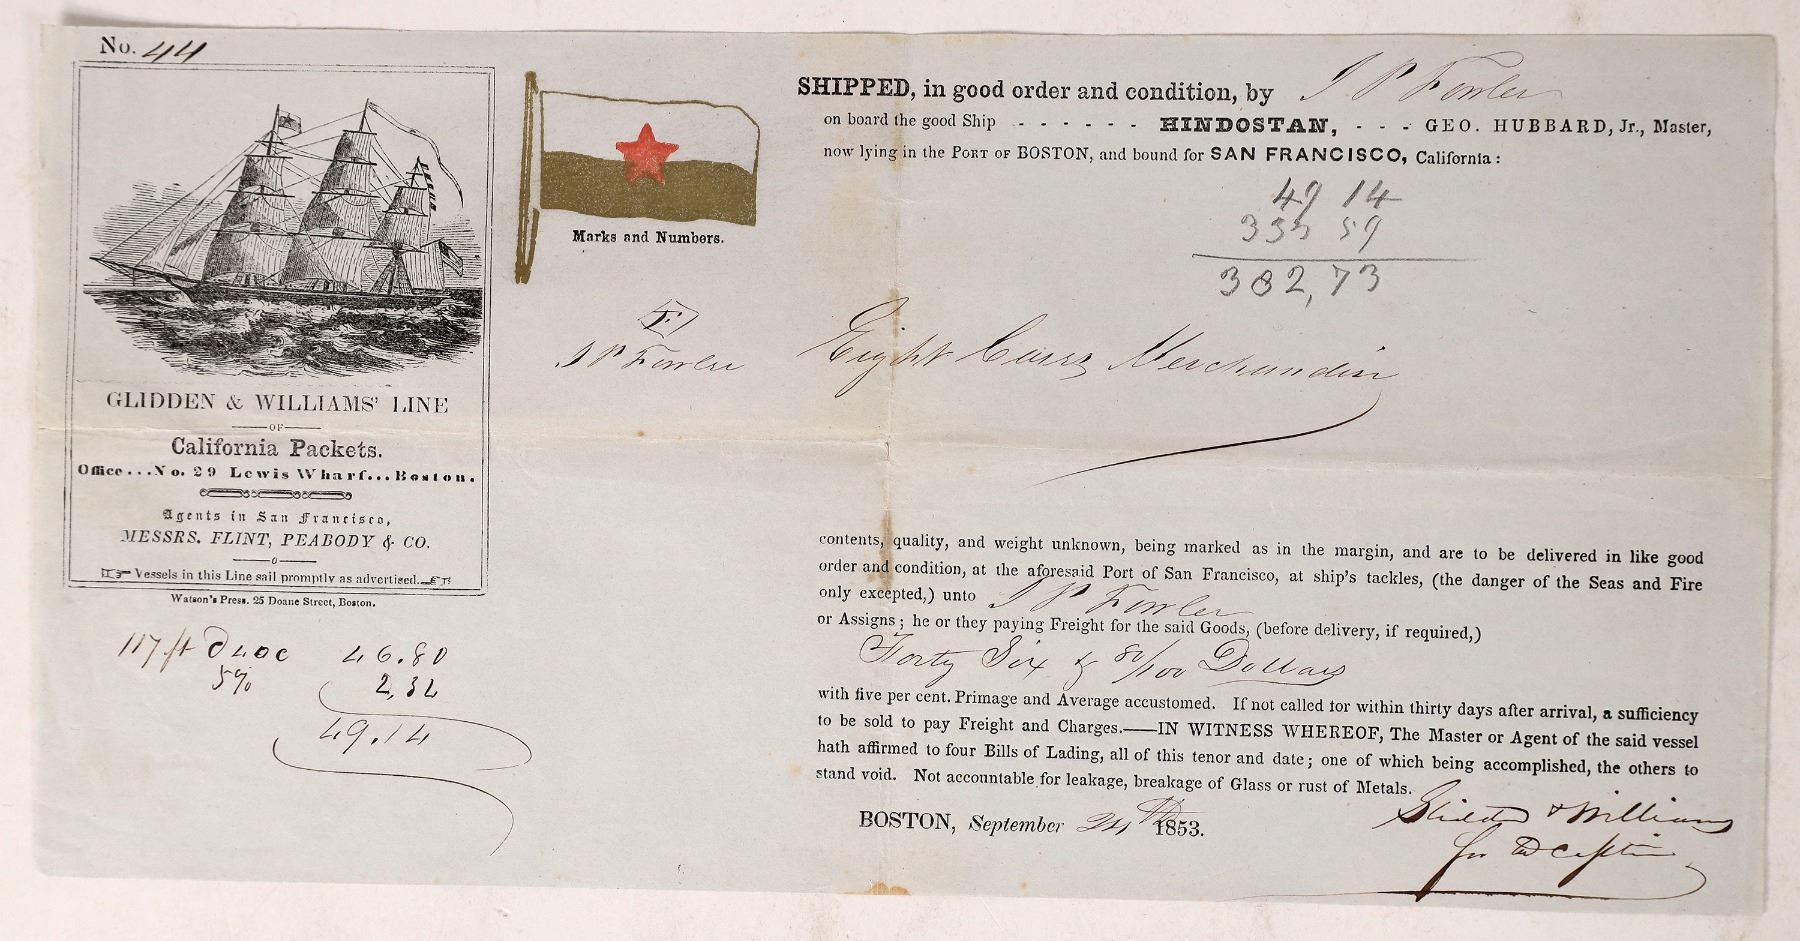 No. 44
GLIDDEN & WILLIAMS' LINE
OF
California Packets.
Office...No. 29 Lewis Wharf...Boston.
Agents in San Francisco,
MESSRS. FLINT, PEABODY & CO.
Vessels in this Line sail promptly as advertised.
Watson's Press. 25 Doane Street, Boston.
117 ft @ 40c 46.80
5% 2,34
49.14
Marks and Numbers.
F
J P Fowler
SHIPPED, in good order and condition, by J P Fowler
on board the good Ship - - - - - - HINDOSTAN, - - - GEO. HUBBARD, Jr., Master,
now lying in the PORT OF BOSTON, and bound for SAN FRANCISCO, California:
49 14
333 59
382,73
Eight Cases Merchandise
contents, quality, and weight unknown, being marked as in the margin, and are to be delivered in like good
order and condition, at the aforesaid Port of San Francisco, at ship's tackles, (the danger of the Seas and Fire
only excepted,) unto J P Fowler
or Assigns; he or they paying Freight for the said Goods, (before delivery, if required,)
Forty Six & 80/100 Dollars
with five per cent. Primage and Average accustomed. If not called for within thirty days after arrival, a sufficiency
to be sold to pay Freight and Charges.——IN WITNESS WHEREOF, The Master or Agent of the said vessel
hath affirmed to four Bills of Lading, all of this tenor and date; one of which being accomplished, the others to
stand void. Not accountable for leakage, breakage of Glass or rust of Metals.
BOSTON, September 24th 1853.
Glidden & Williams
for the Captain